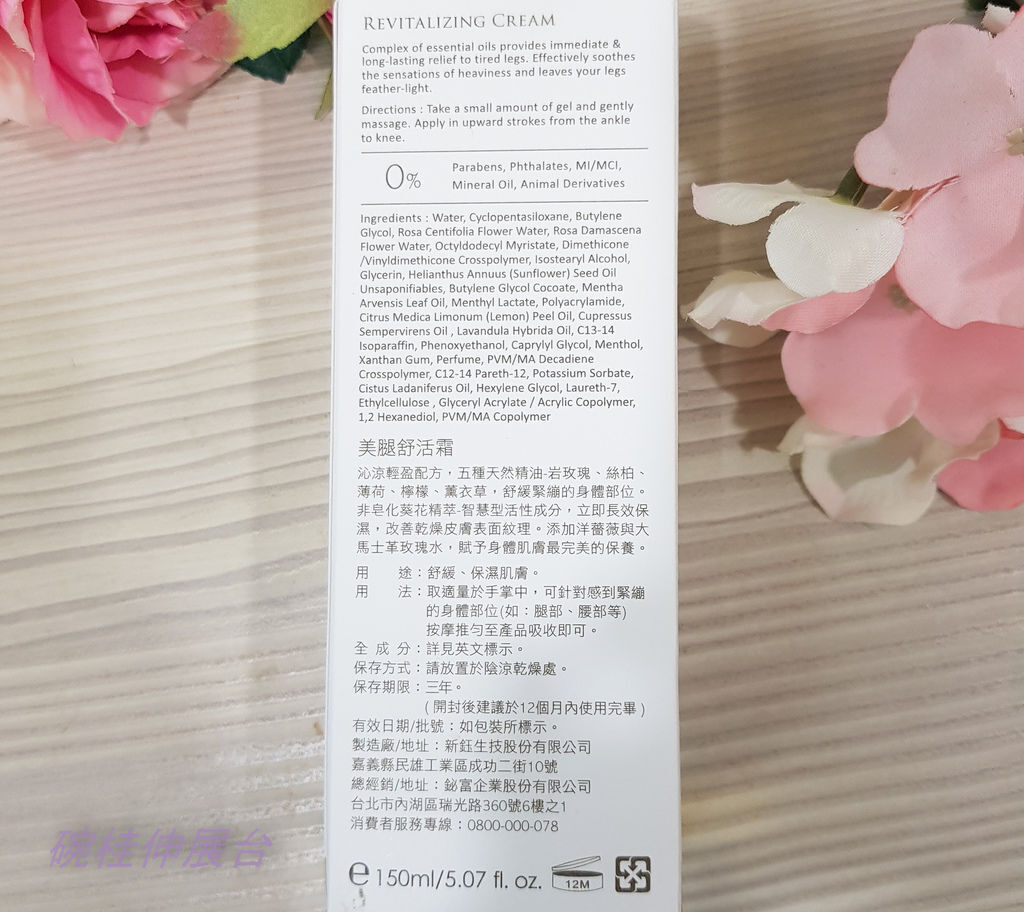 REVITALIZING CREAM
Complex of essential oils provides immediate &
long-lasting relief to tired legs. Effectively soothes
the sensations of heaviness and leaves your legs
feather-light.
Directions : Take a small amount of gel and gently
massage. Apply in upward strokes from the ankle
to knee.
0%
Parabens, Phthalates, MI/MCI,
Mineral Oil, Animal Derivatives
Ingredients : Water, Cyclopentasiloxane, Butylene
Glycol, Rosa Centifolia Flower Water, Rosa Damascena
Flower Water, Octyldodecyl Myristate, Dimethicone
/Vinyldimethicone Crosspolymer, Isostearyl Alcohol,
Glycerin, Helianthus Annuus (Sunflower) Seed Oil
Unsaponifiables, Butylene Glycol Cocoate, Mentha
Arvensis Leaf Oil, Menthyl Lactate, Polyacrylamide,
Citrus Medica Limonum (Lemon) Peel Oil, Cupressus
Sempervirens Oil , Lavandula Hybrida Oil, C13-14
Isoparaffin, Phenoxyethanol, Caprylyl Glycol, Menthol,
Xanthan Gum, Perfume, PVM/MA Decadiene
Crosspolymer, C12-14 Pareth-12, Potassium Sorbate,
Cistus Ladaniferus Oil, Hexylene Glycol, Laureth-7,
Ethylcellulose , Glyceryl Acrylate / Acrylic Copolymer,
1,2 Hexanediol, PVM/MA Copolymer
美腿舒活霜
沁涼輕盈配方，五種天然精油-岩玫瑰、絲柏、
薄荷、檸檬、薰衣草，舒緩緊繃的身體部位。
非皂化葵花精萃-智慧型活性成分，立即長效保
濕，改善乾燥皮膚表面紋理。添加洋薔薇與大
馬士革玫瑰水，賦予身體肌膚最完美的保養。
用　　途：舒緩、保濕肌膚。
用　　法：取適量於手掌中，可針對感到緊繃
的身體部位(如：腿部、腰部等)
按摩推勻至產品吸收即可。
全 成 分：詳見英文標示。
保存方式：請放置於陰涼乾燥處。
保存期限：三年。
( 開封後建議於12個月內使用完畢 )
有效日期/批號：如包裝所標示。
製造廠/地址：新鈺生技股份有限公司
嘉義縣民雄工業區成功二街10號
總經銷/地址：鉍富企業股份有限公司
台北市內湖區瑞光路360號6樓之1
消費者服務專線：0800-000-078
e 150ml/5.07 fl. oz. 12M
碗桂伸展台